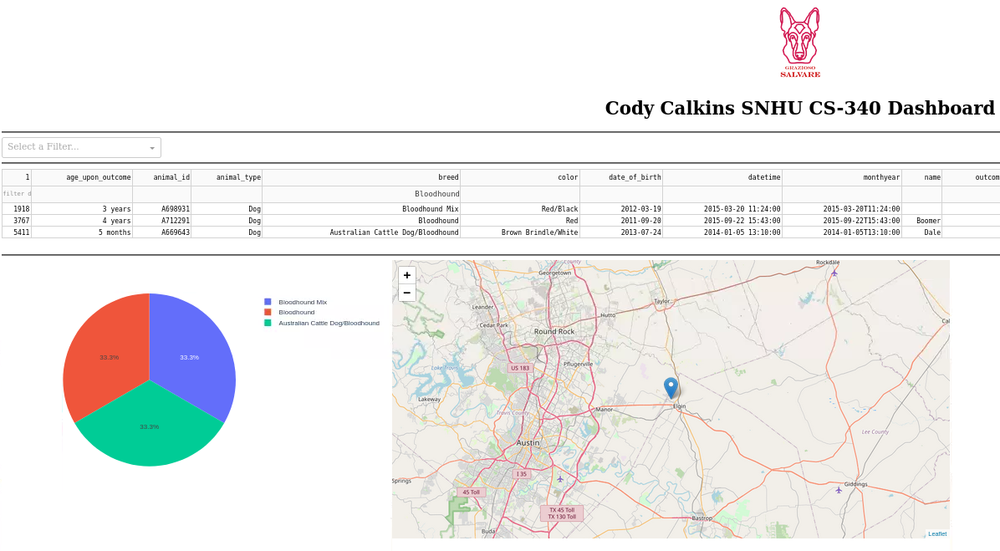 GRAZIOSO
SALVARE
Cody Calkins SNHU CS-340 Dashboard
Select a Filter...
1 age_upon_outcome animal_id animal_type breed color date_of_birth datetime monthyear name outcom
filter d Bloodhound
1918 3 years A698931 Dog Bloodhound Mix Red/Black 2012-03-19 2015-03-20 11:24:00 2015-03-20T11:24:00
3767 4 years A712291 Dog Bloodhound Red 2011-09-20 2015-09-22 15:43:00 2015-09-22T15:43:00 Boomer
5411 5 months A669643 Dog Australian Cattle Dog/Bloodhound Brown Brindle/White 2013-07-24 2014-01-05 13:10:00 2014-01-05T13:10:00 Dale
Bloodhound Mix
Bloodhound
Australian Cattle Dog/Bloodhound
33.3%
33.3%
33.3%
+
−
County
Rockdale
Georgetown
Taylor
Leander
Hutto
Cal
Cedar Park
Round Rock
Pflugerville
US 183
Lake Travis
Lakeway
Manor
Elgin
Travis County
Lee County
Austin
I 35
Springs
Giddings
45 Toll
TX 45 Toll
TX 130 Toll
Bastrop
Buda
Leaflet